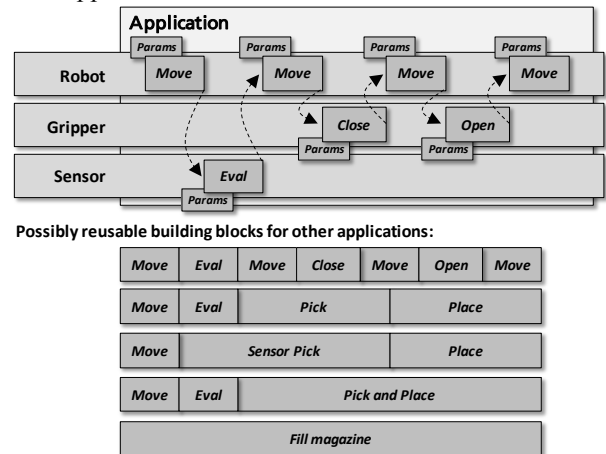 Application
Params Params Params Params
Robot Move Move Move Move
Gripper Close Open
Params Params
Sensor Eval
Params
Possibly reusable building blocks for other applications:
Move Eval Move Close Move Open Move
Move Eval Pick Place
Move Sensor Pick Place
Move Eval Pick and Place
Fill magazine